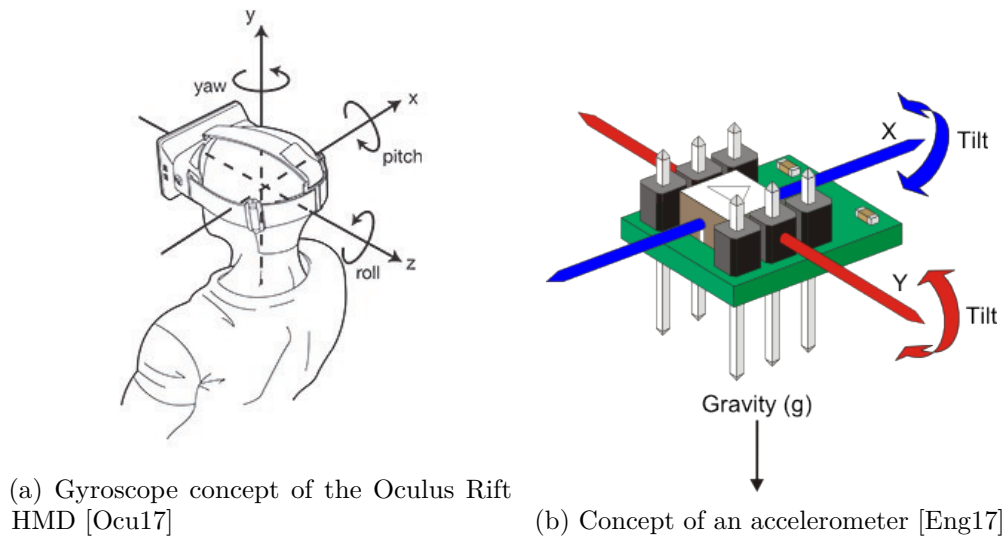 y
yaw
x
pitch
roll
z
X
Tilt
Y
Tilt
Gravity (g)
(a) Gyroscope concept of the Oculus Rift
HMD [Ocu17]
(b) Concept of an accelerometer [Eng17]